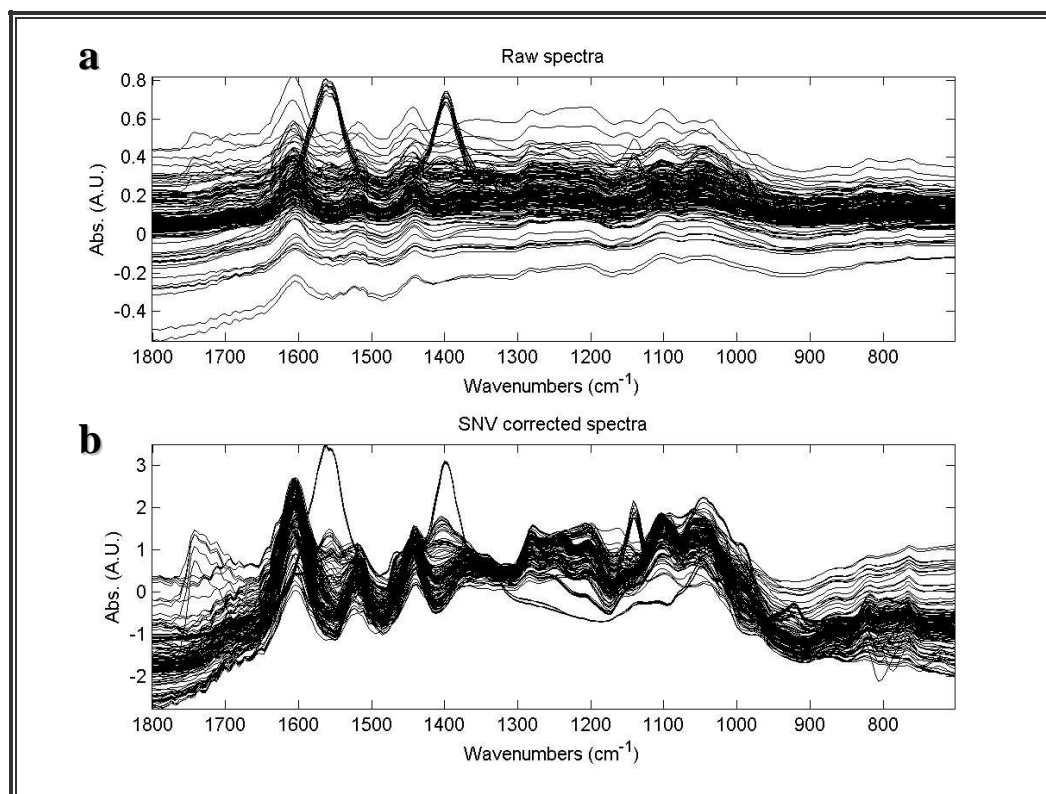 a
Raw spectra
Abs. (A.U.)
0.8
0.6
0.4
0.2
0
-0.2
-0.4
1800 1700 1600 1500 1400 1300 1200 1100 1000 900 800
Wavenumbers (cm⁻¹)
b
SNV corrected spectra
Abs. (A.U.)
3
2
1
0
-1
-2
1800 1700 1600 1500 1400 1300 1200 1100 1000 900 800
Wavenumbers (cm⁻¹)